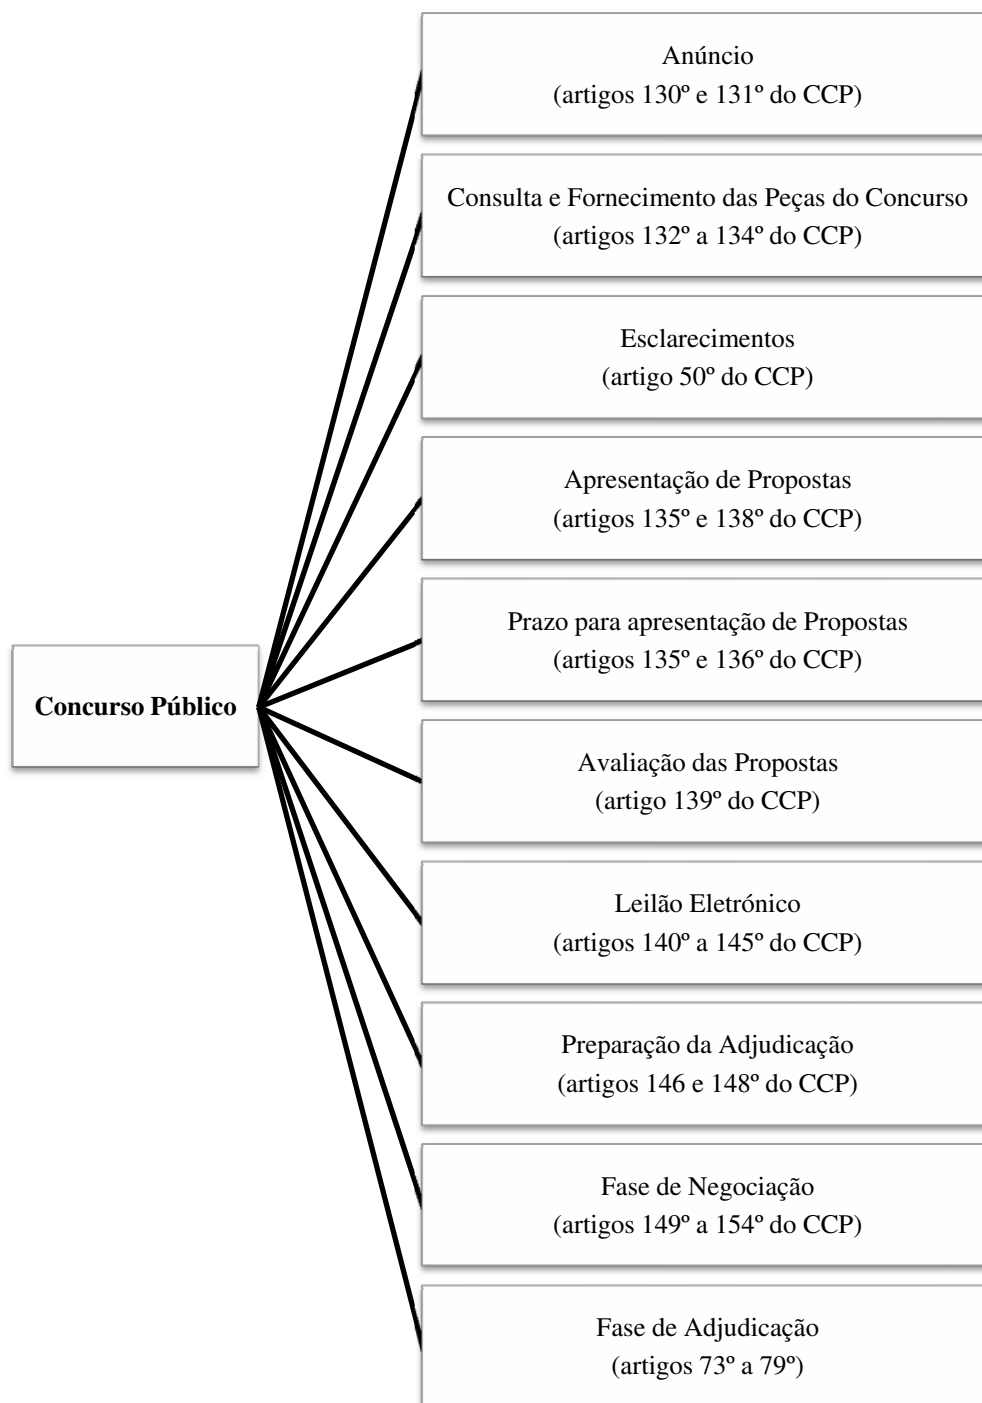 Anúncio
(artigos 130º e 131º do CCP)
Consulta e Fornecimento das Peças do Concurso
(artigos 132º a 134º do CCP)
Esclarecimentos
(artigo 50º do CCP)
Apresentação de Propostas
(artigos 135º e 138º do CCP)
Prazo para apresentação de Propostas
(artigos 135º e 136º do CCP)
Concurso Público
Avaliação das Propostas
(artigo 139º do CCP)
Leilão Eletrónico
(artigos 140º a 145º do CCP)
Preparação da Adjudicação
(artigos 146 e 148º do CCP)
Fase de Negociação
(artigos 149º a 154º do CCP)
Fase de Adjudicação
(artigos 73º a 79º)